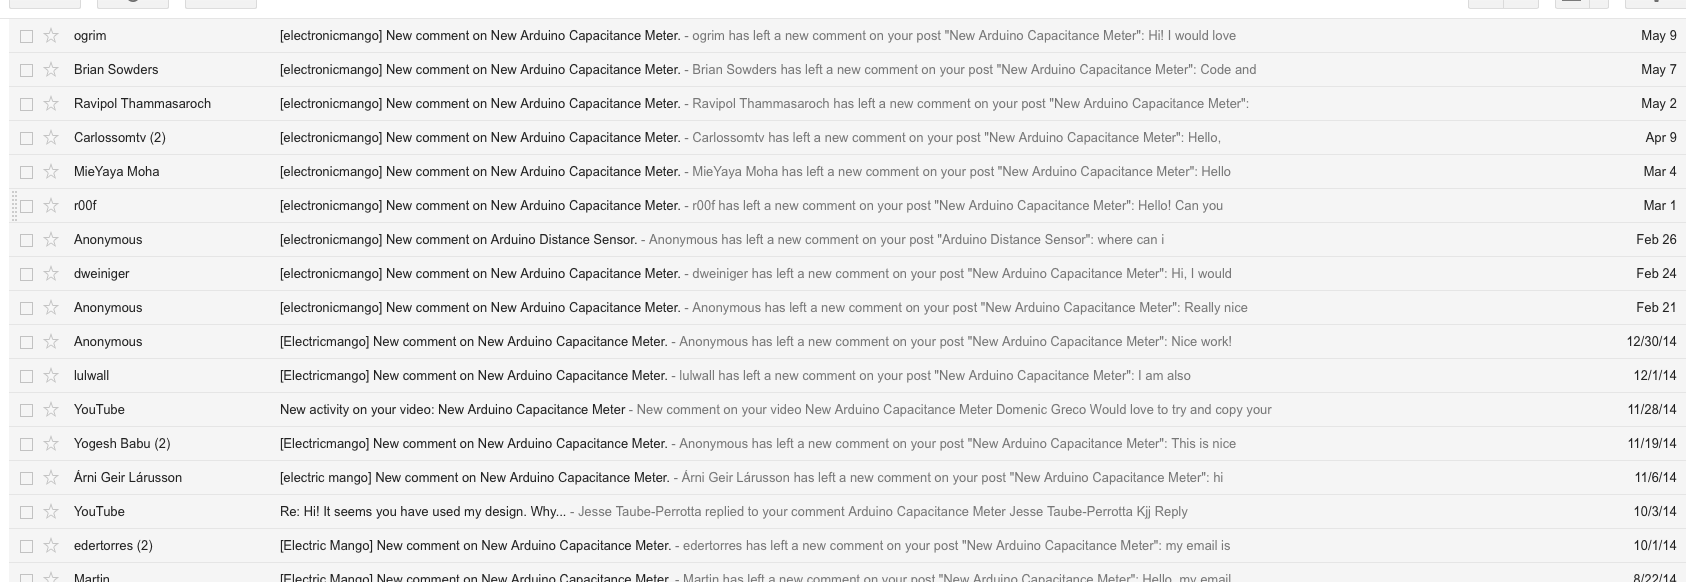 ogrim [electronicmango] New comment on New Arduino Capacitance Meter. - ogrim has left a new comment on your post "New Arduino Capacitance Meter": Hi! I would love May 9
Brian Sowders [electronicmango] New comment on New Arduino Capacitance Meter. - Brian Sowders has left a new comment on your post "New Arduino Capacitance Meter": Code and May 7
Ravipol Thammasaroch [electronicmango] New comment on New Arduino Capacitance Meter. - Ravipol Thammasaroch has left a new comment on your post "New Arduino Capacitance Meter": May 2
Carlossomtv (2) [electronicmango] New comment on New Arduino Capacitance Meter. - Carlossomtv has left a new comment on your post "New Arduino Capacitance Meter": Hello, Apr 9
MieYaya Moha [electronicmango] New comment on New Arduino Capacitance Meter. - MieYaya Moha has left a new comment on your post "New Arduino Capacitance Meter": Hello Mar 4
r00f [electronicmango] New comment on New Arduino Capacitance Meter. - r00f has left a new comment on your post "New Arduino Capacitance Meter": Hello! Can you Mar 1
Anonymous [electronicmango] New comment on Arduino Distance Sensor. - Anonymous has left a new comment on your post "Arduino Distance Sensor": where can i Feb 26
dweiniger [electronicmango] New comment on New Arduino Capacitance Meter. - dweiniger has left a new comment on your post "New Arduino Capacitance Meter": Hi, I would Feb 24
Anonymous [electronicmango] New comment on New Arduino Capacitance Meter. - Anonymous has left a new comment on your post "New Arduino Capacitance Meter": Really nice Feb 21
Anonymous [Electricmango] New comment on New Arduino Capacitance Meter. - Anonymous has left a new comment on your post "New Arduino Capacitance Meter": Nice work! 12/30/14
lulwall [Electricmango] New comment on New Arduino Capacitance Meter. - lulwall has left a new comment on your post "New Arduino Capacitance Meter": I am also 12/1/14
YouTube New activity on your video: New Arduino Capacitance Meter - New comment on your video New Arduino Capacitance Meter Domenic Greco Would love to try and copy your 11/28/14
Yogesh Babu (2) [Electricmango] New comment on New Arduino Capacitance Meter. - Anonymous has left a new comment on your post "New Arduino Capacitance Meter": This is nice 11/19/14
Árni Geir Lárusson [electric mango] New comment on New Arduino Capacitance Meter. - Árni Geir Lárusson has left a new comment on your post "New Arduino Capacitance Meter": hi 11/6/14
YouTube Re: Hi! It seems you have used my design. Why... - Jesse Taube-Perrotta replied to your comment Arduino Capacitance Meter Jesse Taube-Perrotta Kjj Reply 10/3/14
edertorres (2) [Electric Mango] New comment on New Arduino Capacitance Meter. - edertorres has left a new comment on your post "New Arduino Capacitance Meter": my email is 10/1/14
Martin [Electric Mango] New comment on New Arduino Capacitance Meter. - Martin has left a new comment on your post "New Arduino Capacitance Meter": Hello, my email 8/22/14